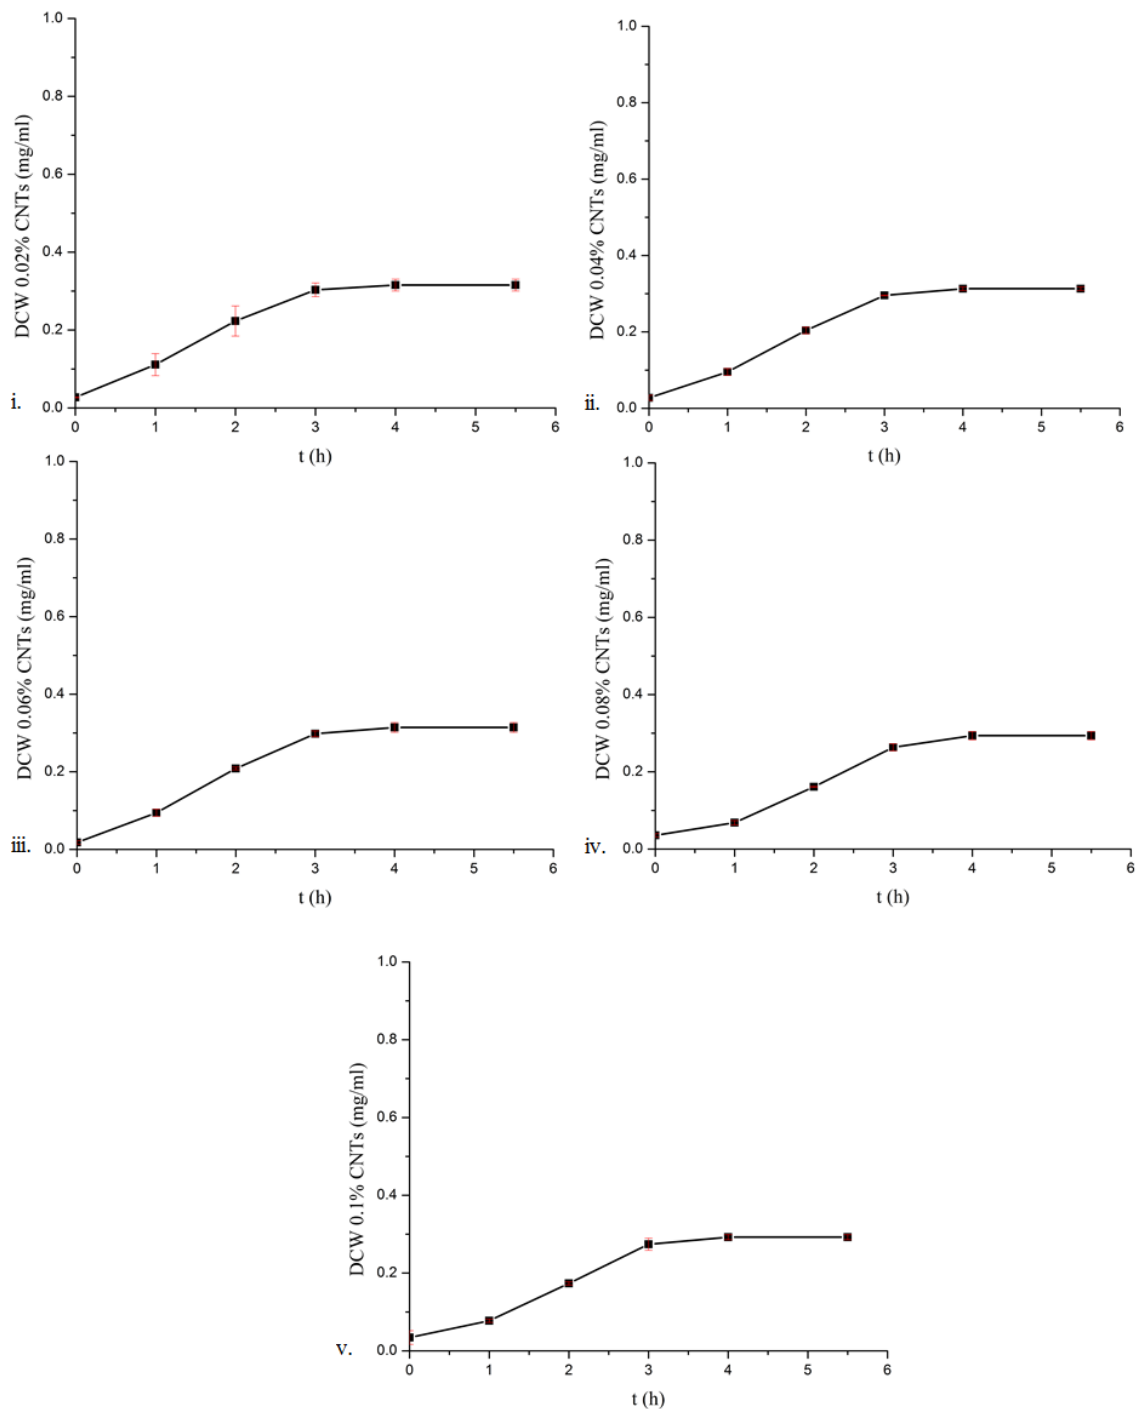 DCW 0.02% CNTs (mg/ml)
1.0
0.8
0.6
0.4
0.2
0.0
0 1 2 3 4 5 6
t (h)
i.
DCW 0.04% CNTs (mg/ml)
1.0
0.8
0.6
0.4
0.2
0.0
0 1 2 3 4 5 6
t (h)
ii.
DCW 0.06% CNTs (mg/ml)
1.0
0.8
0.6
0.4
0.2
0.0
0 1 2 3 4 5 6
t (h)
iii.
DCW 0.08% CNTs (mg/ml)
1.0
0.8
0.6
0.4
0.2
0.0
0 1 2 3 4 5 6
t (h)
iv.
DCW 0.1% CNTs (mg/ml)
1.0
0.8
0.6
0.4
0.2
0.0
0 1 2 3 4 5 6
t (h)
v.